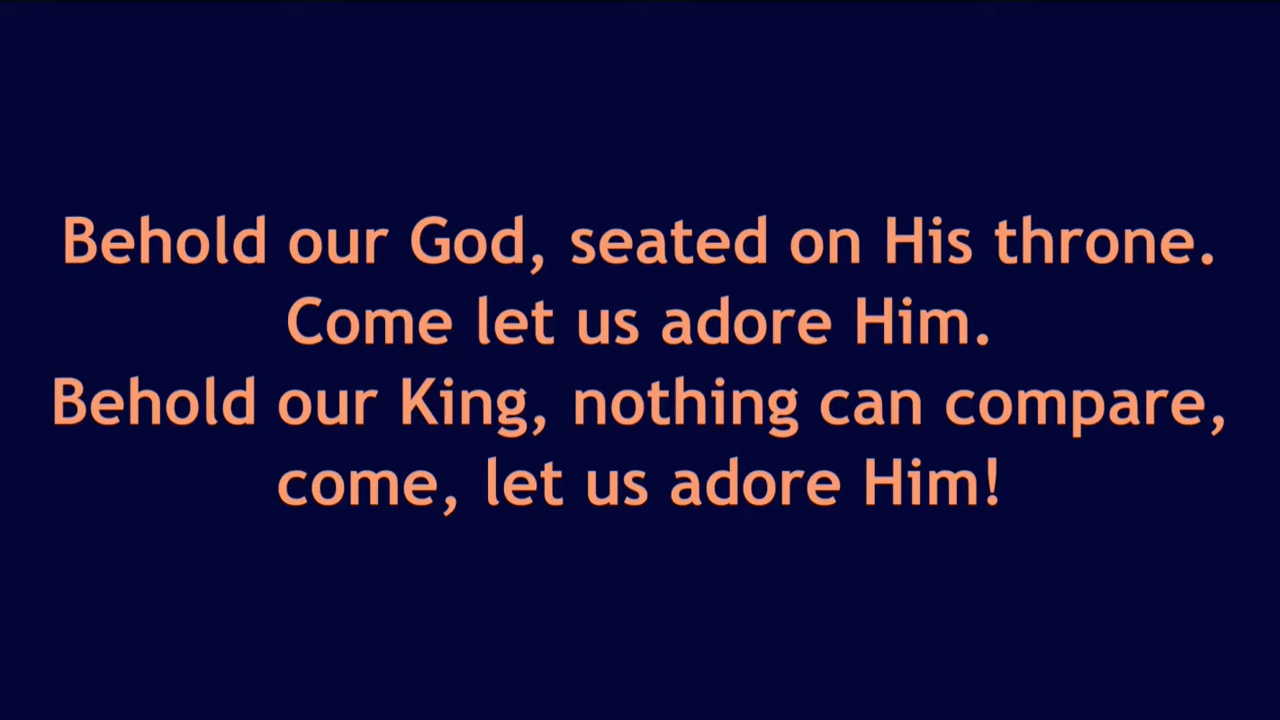 Behold our God, seated on His throne.
Come let us adore Him.
Behold our King, nothing can compare,
come, let us adore Him!